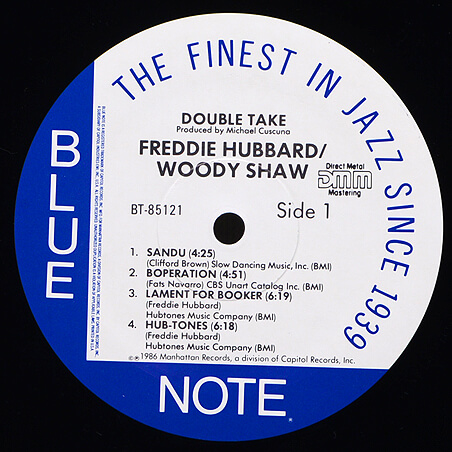 THE FINEST IN JAZZ SINCE 1939
DOUBLE TAKE
Produced by Michael Cuscuna
FREDDIE HUBBARD/
WOODY SHAW
Direct Metal
DMM
Mastering
BT-85121
Side 1
1. SANDU (4:25)
(Clifford Brown) Slow Dancing Music, Inc. (BMI)
2. BOPERATION (4:51)
(Fats Navarro) CBS Unart Catalog Inc. (BMI)
3. LAMENT FOR BOOKER (6:19)
(Freddie Hubbard)
Hubtones Music Company (BMI)
4. HUB-TONES (6:18)
(Freddie Hubbard)
Hubtones Music Company (BMI)
℗© 1986 Manhattan Records, a division of Capitol Records, Inc.
BLUE
NOTE®